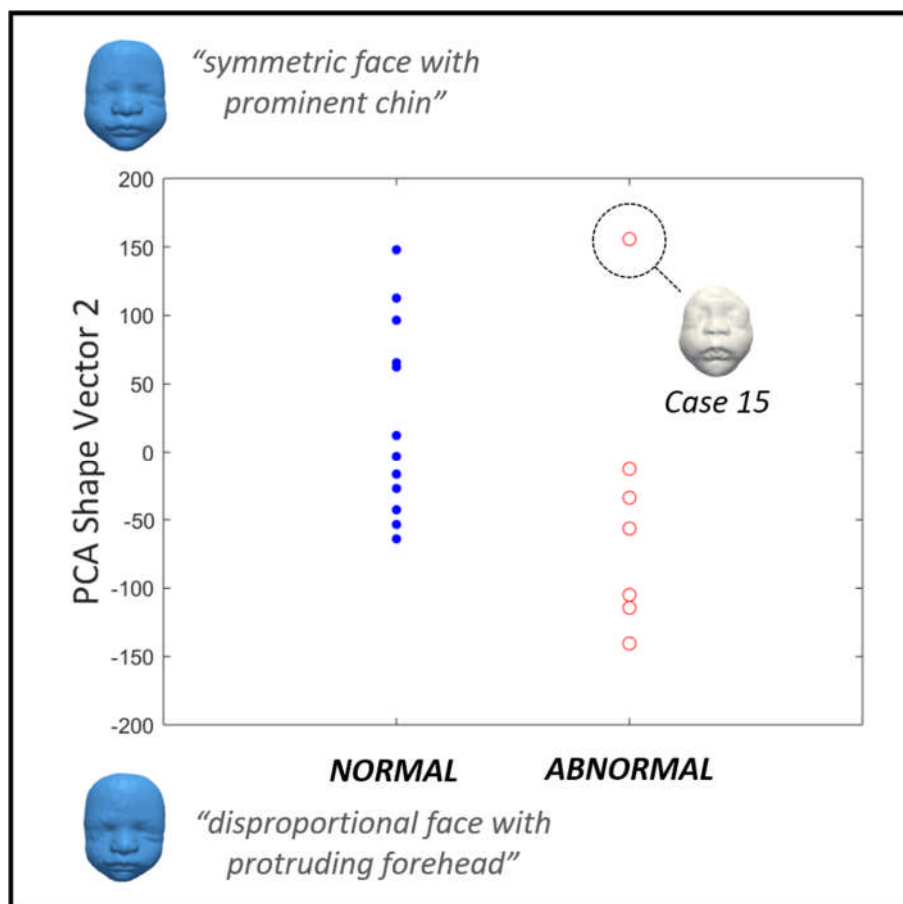 “symmetric face with
prominent chin”
200
150
100
50
0
-50
-100
-150
-200
PCA Shape Vector 2
Case 15
NORMAL
ABNORMAL
“disproportional face with
protruding forehead”